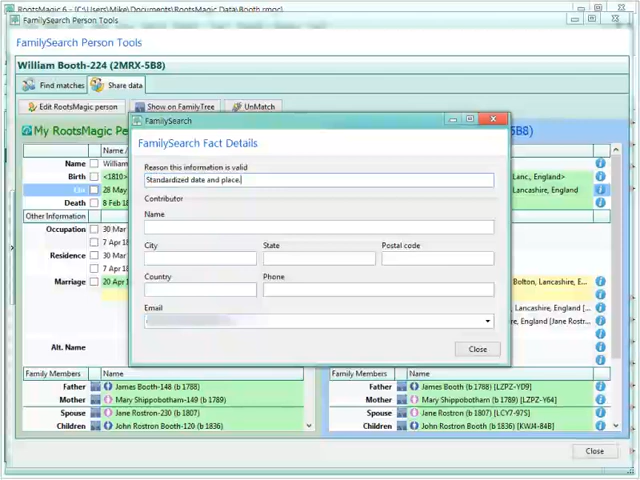 RootsMagic 6 - [C:\Users\Mike\Documents\RootsMagic Data\Booth.rmgc]
FamilySearch Person Tools
FamilySearch Person Tools
William Booth-224 (2MRX-5B8)
Find matches
Share data
Edit RootsMagic person
Show on FamilyTree
UnMatch
FamilySearch
My RootsMagic Pe
5B8)
FamilySearch Fact Details
Name /
Name
William
Reason this information is valid
Birth
<1810>
Standardized date and place.
Lanc., England>
28 May
Lancashire, England
Death
8 Feb 18
Contributor
Other Information
Name
Occupation
30 Mar
7 Apr 18
City
State
Postal code
Residence
30 Mar
7 Apr 18
Marriage
20 Apr 1
Country
Phone
Bolton, Lancashire, E...
Email
England [Jane Rostr...
e, England [Jane Ro...
Alt. Name
Close
Family Members
Name
Family Members
Name
Father
James Booth-148 (b 1788)
Father
James Booth (b 1788) [LZPZ-YD9]
Mother
Mary Shipobotham-149 (b 1789)
Mother
Mary Shippobotham (b 1789) [LZPZ-Y64]
Spouse
Jane Rostron-230 (b 1807)
Spouse
Jane Rostron (b 1807) [LCY7-97S]
Children
John Rostron Booth-120 (b 1836)
Children
John Rostron Booth (b 1836) [KWJ4-84B]
Close